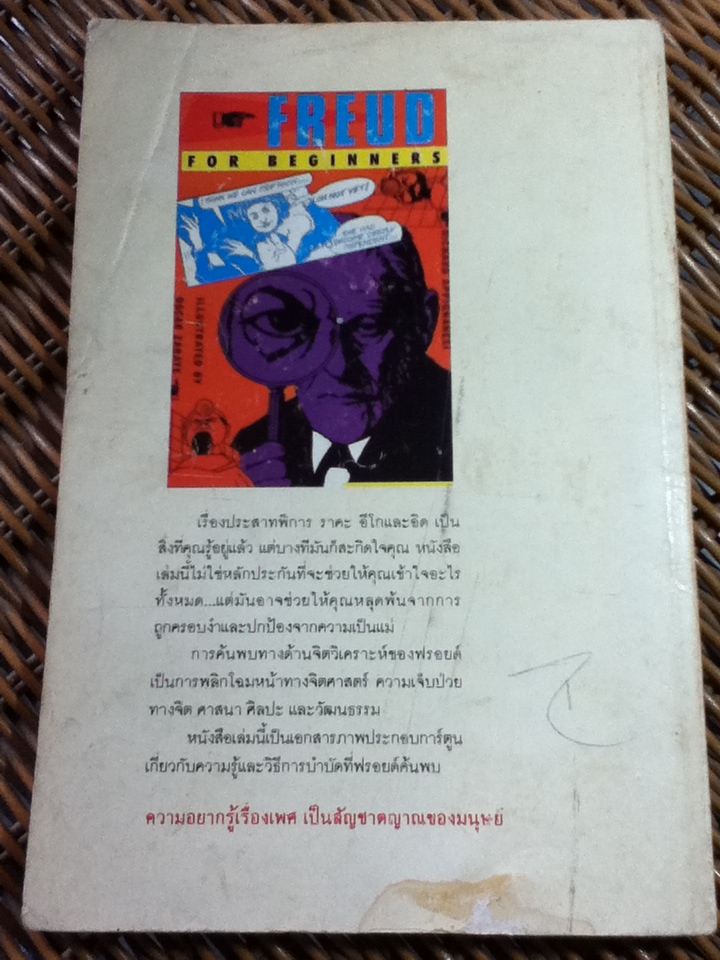 FREUD
FOR BEGINNERS
OH NOT YET!
SHE HAD
BECOME DEEPLY
DEPENDENT...
RICHARD APPIGNANESI
ILLUSTRATED BY
OSCAR ZARATE
เรื่องประสาทพิการ ราคะ อีโกและอิด เป็น
สิ่งที่คุณรู้อยู่แล้ว แต่บางทีมันก็สะกิดใจคุณ หนังสือ
เล่มนี้ไม่ใช่หลักประกันที่จะช่วยให้คุณเข้าใจอะไร
ทั้งหมด...แต่มันอาจช่วยให้คุณหลุดพ้นจากการ
ถูกครอบงำและปกป้องจากความเป็นแม่
การค้นพบทางด้านจิตวิเคราะห์ของฟรอยด์
เป็นการพลิกโฉมหน้าทางจิตศาสตร์ ความเจ็บป่วย
ทางจิต ศาสนา ศิลปะ และวัฒนธรรม
หนังสือเล่มนี้เป็นเอกสารภาพประกอบการ์ตูน
เกี่ยวกับความรู้และวิธีการบำบัดที่ฟรอยด์ค้นพบ
ความอยากรู้เรื่องเพศ เป็นสัญชาตญาณของมนุษย์